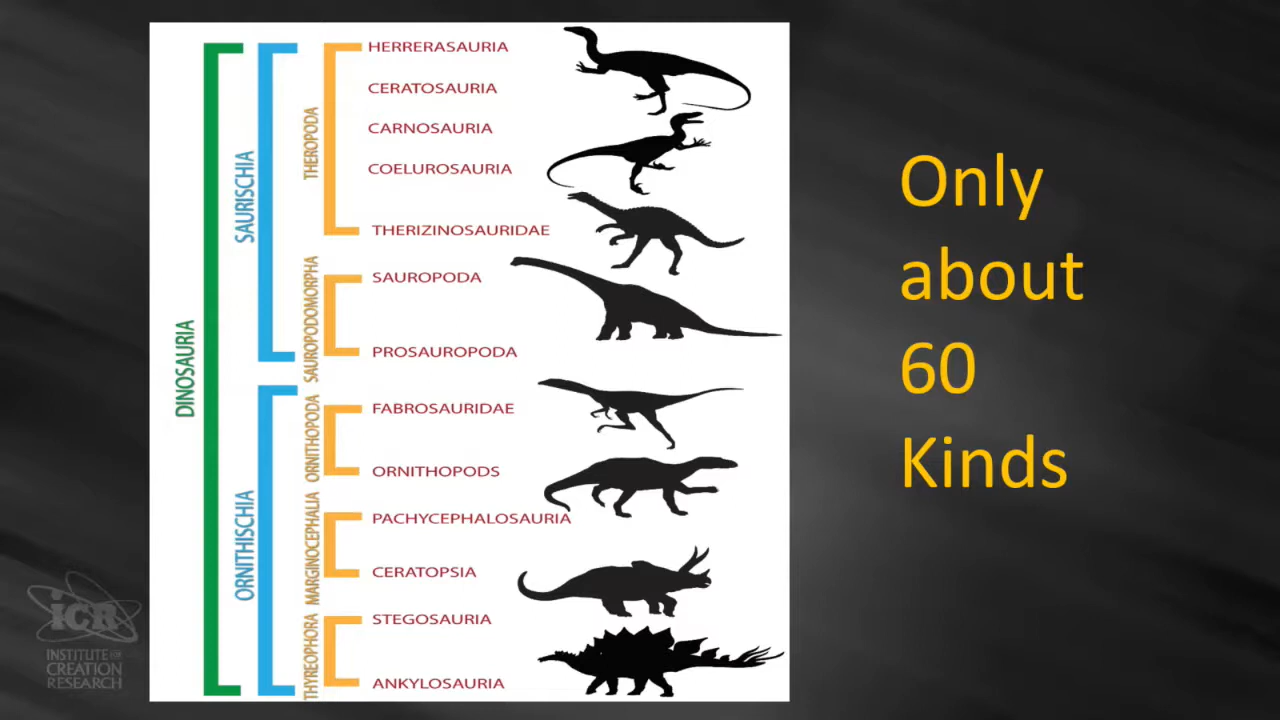 DINOSAURIA
SAURISCHIA
THEROPODA
HERRERASAURIA
CERATOSAURIA
CARNOSAURIA
COELUROSAURIA
THERIZINOSAURIDAE
SAUROPODOMORPHA
SAUROPODA
PROSAUROPODA
ORNITHISCHIA
ORNITHOPODA
FABROSAURIDAE
ORNITHOPODS
MARGINOCEPHALIA
PACHYCEPHALOSAURIA
CERATOPSIA
THYREOPHORA
STEGOSAURIA
ANKYLOSAURIA
Only
about
60
Kinds
iCR
INSTITUTE for
CREATION
RESEARCH